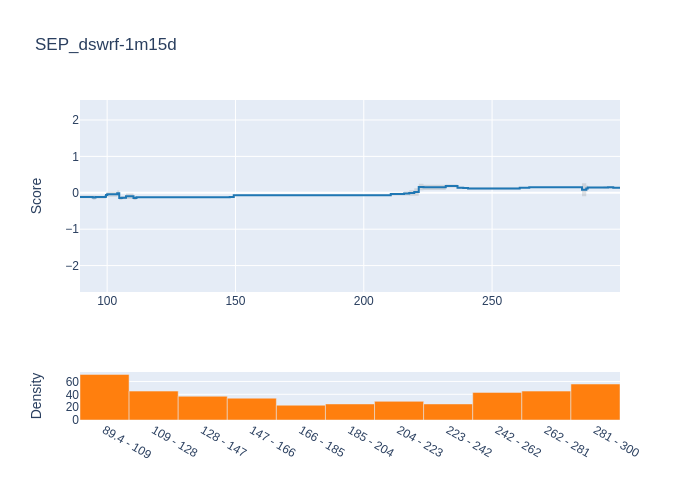 SEP_dswrf-1m15d
Score
2
1
0
−1
−2
100
150
200
250
Density
60
40
20
0
89.4 - 109
109 - 128
128 - 147
147 - 166
166 - 185
185 - 204
204 - 223
223 - 242
242 - 262
262 - 281
281 - 300